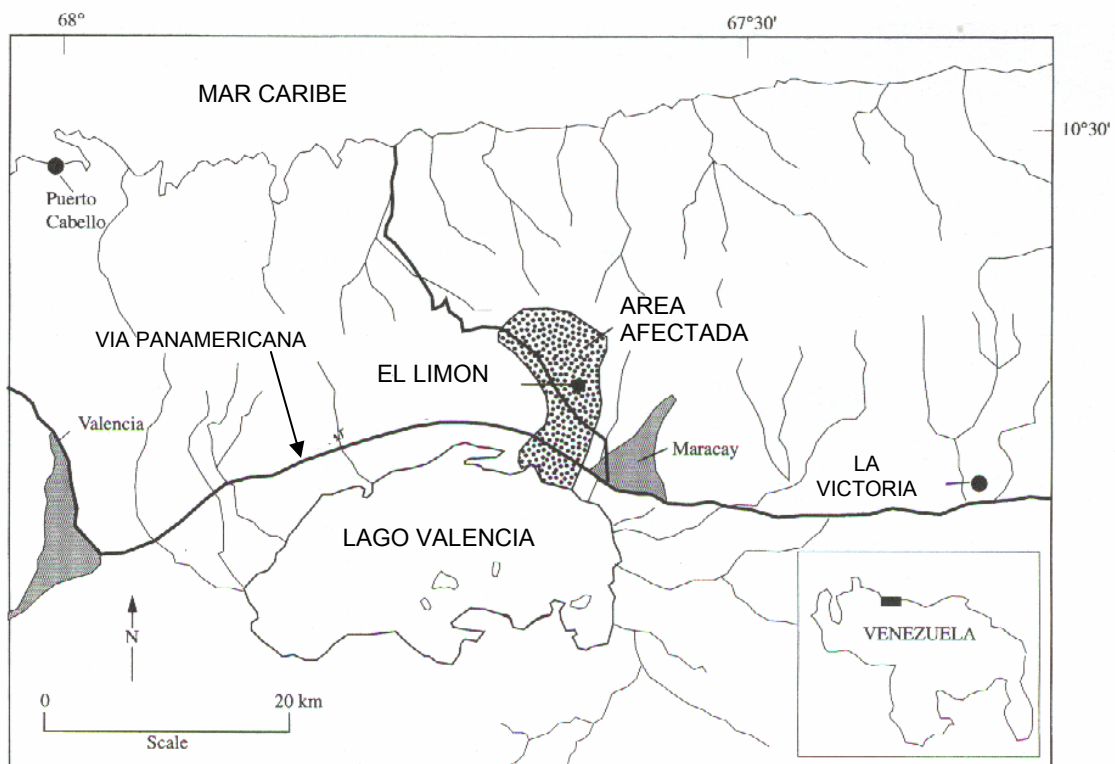 68°
67°30'
MAR CARIBE
10°30'
Puerto
Cabello
AREA
AFECTADA
VIA PANAMERICANA
EL LIMON
Valencia
Maracay
LA
VICTORIA
LAGO VALENCIA
N
VENEZUELA
0 20 km
Scale